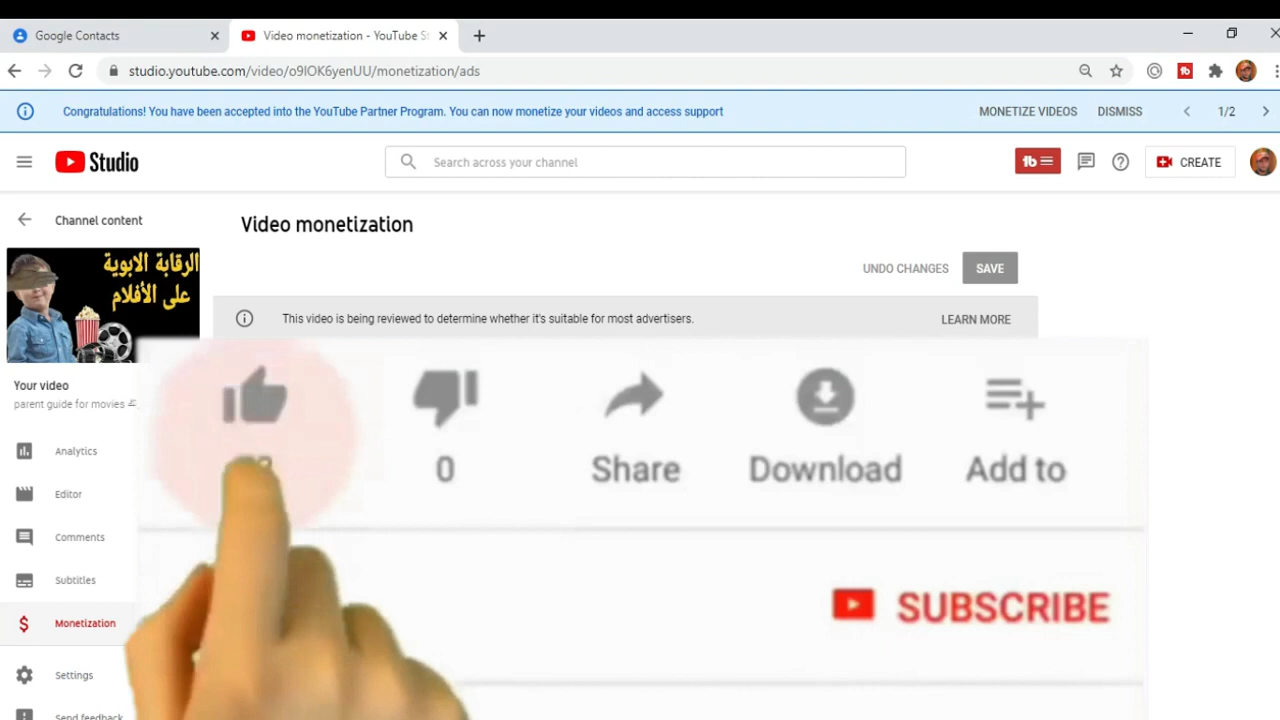 Google Contacts
Video monetization - YouTube S
studio.youtube.com/video/o9IOK6yenUU/monetization/ads
Congratulations! You have been accepted into the YouTube Partner Program. You can now monetize your videos and access support
MONETIZE VIDEOS
DISMISS
1/2
Studio
Search across your channel
CREATE
Channel content
Video monetization
الرقابة الابوية
على الأفلام
UNDO CHANGES
SAVE
This video is being reviewed to determine whether it's suitable for most advertisers.
LEARN MORE
Your video
parent guide for movies
0
Share
Download
Add to
Analytics
Editor
Comments
Subtitles
Monetization
Settings
Send feedback
SUBSCRIBE